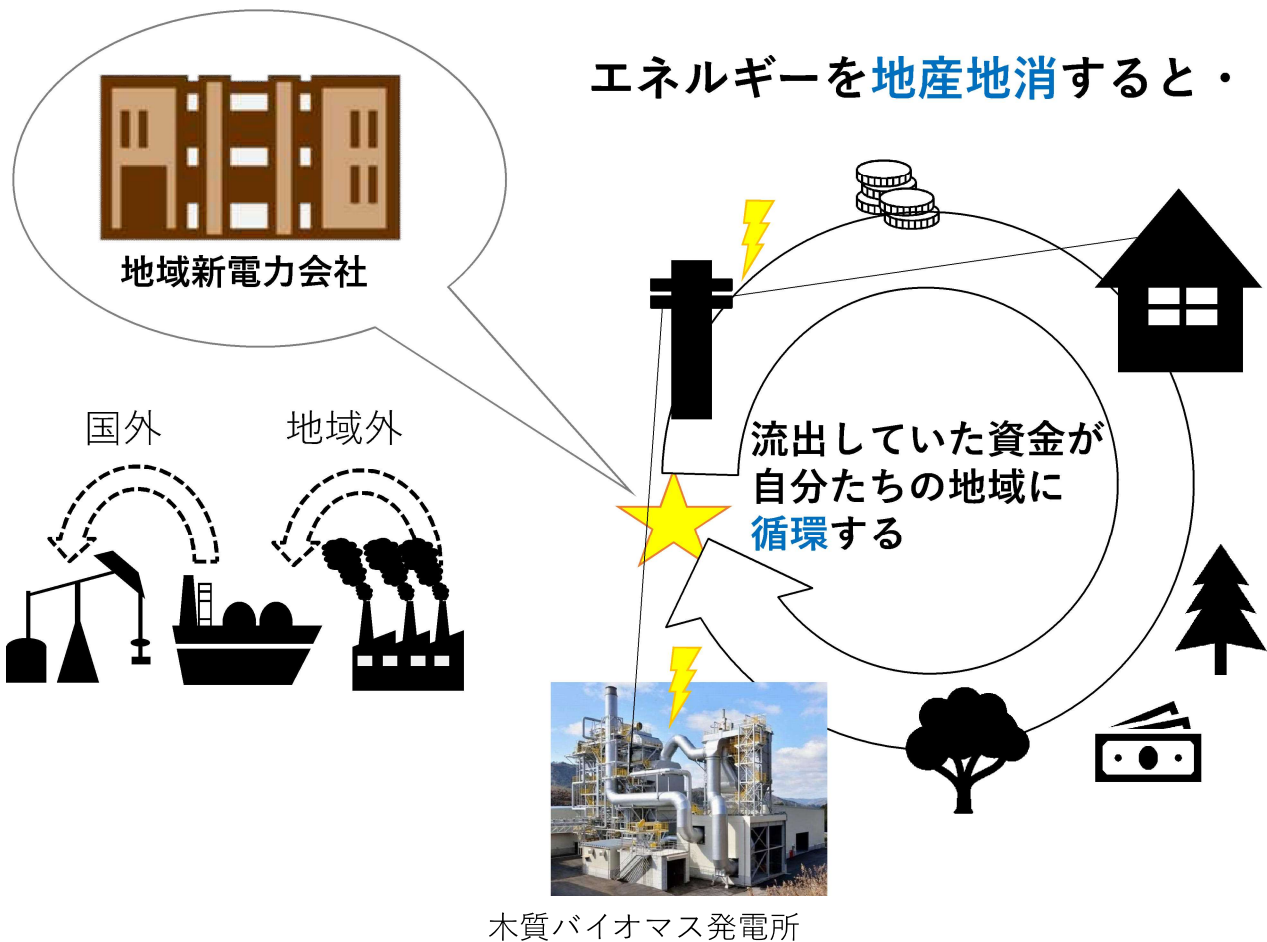 エネルギーを地産地消すると・
地域新電力会社
国外
地域外
流出していた資金が
自分たちの地域に
循環する
木質バイオマス発電所